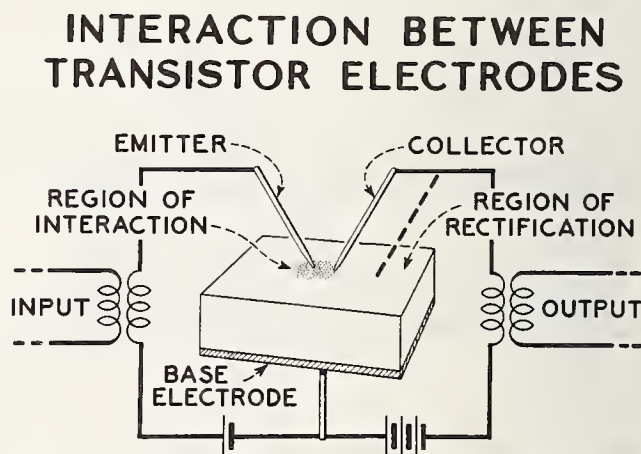 INTERACTION BETWEEN
TRANSISTOR ELECTRODES
EMITTER
COLLECTOR
REGION OF
INTERACTION
REGION OF
RECTIFICATION
INPUT
OUTPUT
BASE
ELECTRODE